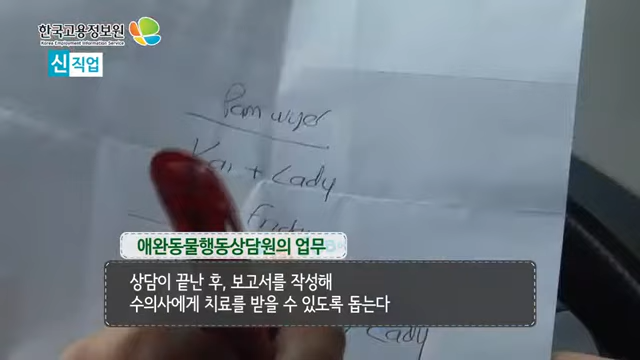 한국고용정보원
Korea Employment Information Service
신직업
Kai + Lady
애완동물행동상담원의 업무
상담이 끝난 후, 보고서를 작성해
수의사에게 치료를 받을 수 있도록 돕는다